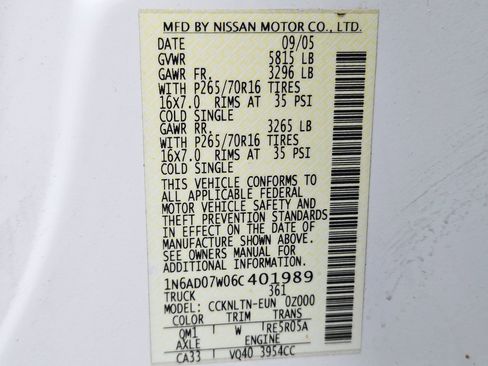 MFD BY NISSAN MOTOR CO., LTD.
DATE 09/05
GVWR 5815 LB
GAWR FR. 3296 LB
WITH P265/70R16 TIRES
16X7.0 RIMS AT 35 PSI
COLD SINGLE
GAWR RR. 3265 LB
WITH P265/70R16 TIRES
16X7.0 RIMS AT 35 PSI
COLD SINGLE
THIS VEHICLE CONFORMS TO
ALL APPLICABLE FEDERAL
MOTOR VEHICLE SAFETY AND
THEFT PREVENTION STANDARDS
IN EFFECT ON THE DATE OF
MANUFACTURE SHOWN ABOVE.
SEE OWNERS MANUAL FOR
ADDITIONAL INFORMATION
1N6AD07W06C401989
TRUCK 361
MODEL: CCKNLTN-EUN 0Z000
COLOR TRIM TRANS
QM1 W RE5R05A
AXLE ENGINE
CA33 VQ40 3954CC